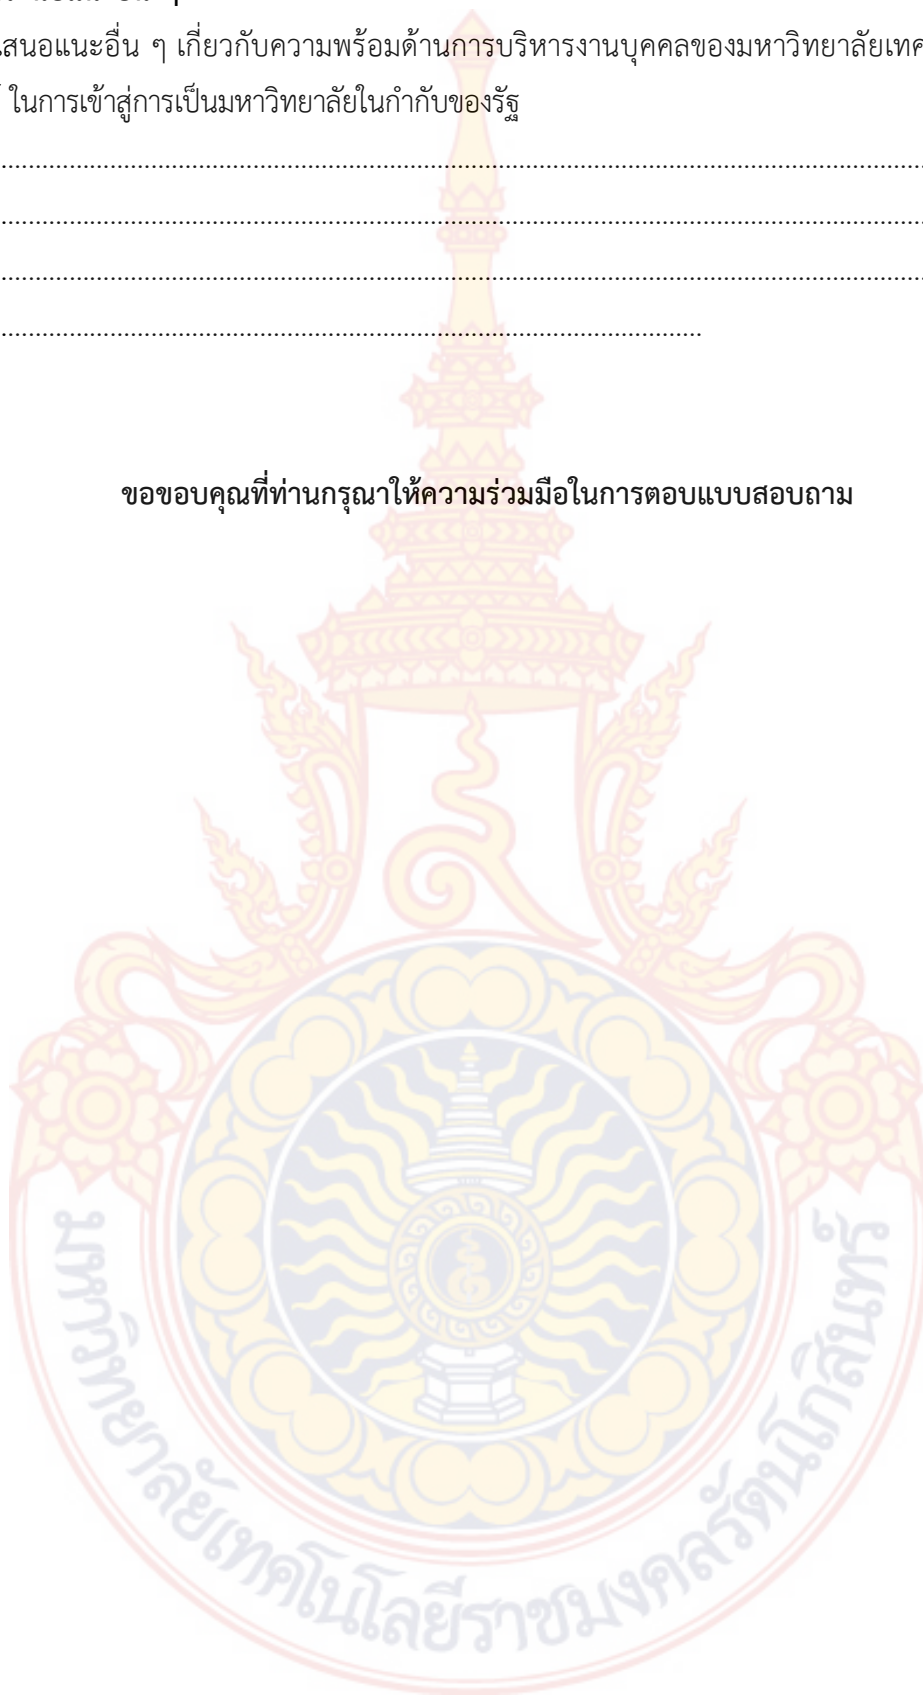 เสนอแนะอื่น ๆ เกี่ยวกับความพร้อมด้านการบริหารงานบุคคลของมหาวิทยาลัยเทค
ในการเข้าสู่การเป็นมหาวิทยาลัยในกำกับของรัฐ
ขอขอบคุณที่ท่านกรุณาให้ความร่วมมือในการตอบแบบสอบถาม
มหาวิทยาลัยเทคโนโลยีราชมงคลรัตนโกสินทร์